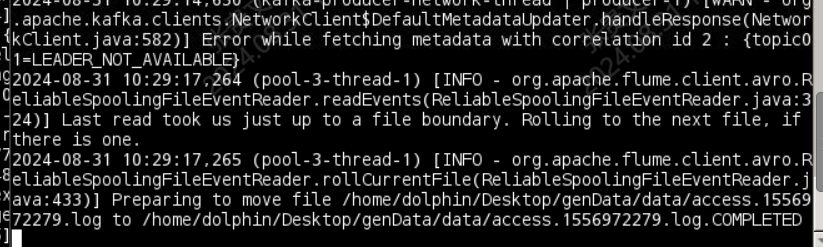 2024-08-31 10:29:14,650 (kafka-producer-network-thread | producer-1) [WARN - org
.apache.kafka.clients.NetworkClient$DefaultMetadataUpdater.handleResponse(Networ
kClient.java:582)] Error while fetching metadata with correlation id 2 : {topic0
1=LEADER_NOT_AVAILABLE}
2024-08-31 10:29:17,264 (pool-3-thread-1) [INFO - org.apache.flume.client.avro.R
eliableSpoolingFileEventReader.readEvents(ReliableSpoolingFileEventReader.java:3
24)] Last read took us just up to a file boundary. Rolling to the next file, if
there is one.
2024-08-31 10:29:17,265 (pool-3-thread-1) [INFO - org.apache.flume.client.avro.R
eliableSpoolingFileEventReader.rollCurrentFile(ReliableSpoolingFileEventReader.j
ava:433)] Preparing to move file /home/dolphin/Desktop/genData/data/access.15569
72279.log to /home/dolphin/Desktop/genData/data/access.1556972279.log.COMPLETED